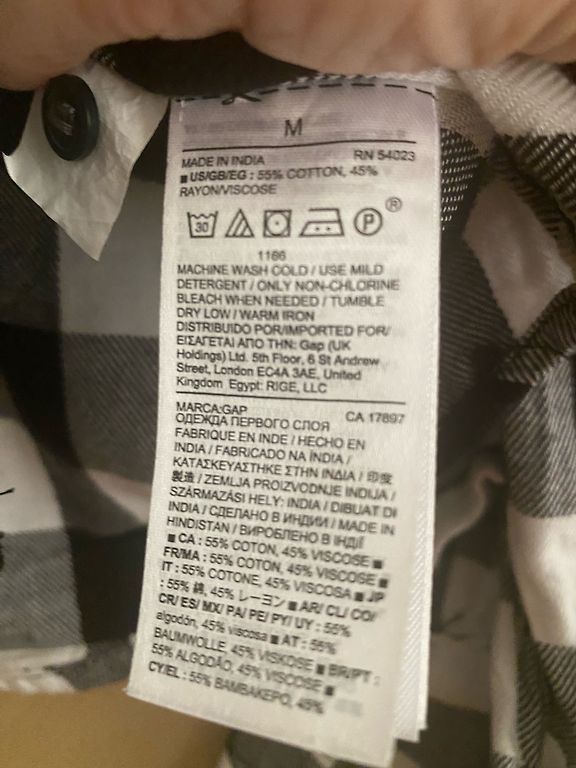 M
MADE IN INDIA RN 54023
■ US/GB/EG : 55% COTTON, 45%
RAYON/VISCOSE
30 P ®
1186
MACHINE WASH COLD / USE MILD
DETERGENT / ONLY NON-CHLORINE
BLEACH WHEN NEEDED / TUMBLE
DRY LOW / WARM IRON
DISTRIBUIDO POR/IMPORTED FOR/
ΕΙΣΑΓΕΤΑΙ ΑΠΟ ΤΗΝ: Gap (UK
Holdings) Ltd. 5th Floor, 6 St Andrew
Street, London EC4A 3AE, United
Kingdom Egypt: RIGE, LLC
MARCA:GAP CA 17897
ОДЕЖДА ПЕРВОГО СЛОЯ
FABRIQUE EN INDE / HECHO EN
INDIA / FABRICADO NA ÍNDIA /
ΚΑΤΑΣΚΕΥΑΣΤΗΚΕ ΣΤΗΝ ΙΝΔΙΑ / 印度
製造 / ZEMLJA PROIZVODNJE INDIJA /
SZÁRMAZÁSI HELY: INDIA / DIBUAT DI
INDIA / СДЕЛАНО В ИНДИИ / MADE IN
HINDISTAN / ВИРОБЛЕНО В ІНДІЇ
■ CA : 55% COTON, 45% VISCOSE ■
FR/MA : 55% COTON, 45% VISCOSE ■
IT : 55% COTONE, 45% VISCOSA ■ JP
: 55% 綿, 45% レーヨン ■ AR/ CL/ CO/
CR/ ES/ MX/ PA/ PE/ PY/ UY : 55%
algodón, 45% viscosa ■ AT : 55%
BAUMWOLLE, 45% VISKOSE ■ BR/PT :
55% ALGODÃO, 45% VISCOSE ■
CY/EL : 55% ΒΑΜΒΑΚΕΡΟ, 45%